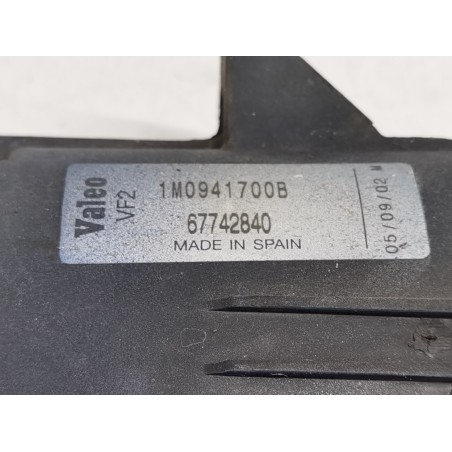 Valeo
VF2
1M0941700B
67742840
MADE IN SPAIN
05/09/02 M